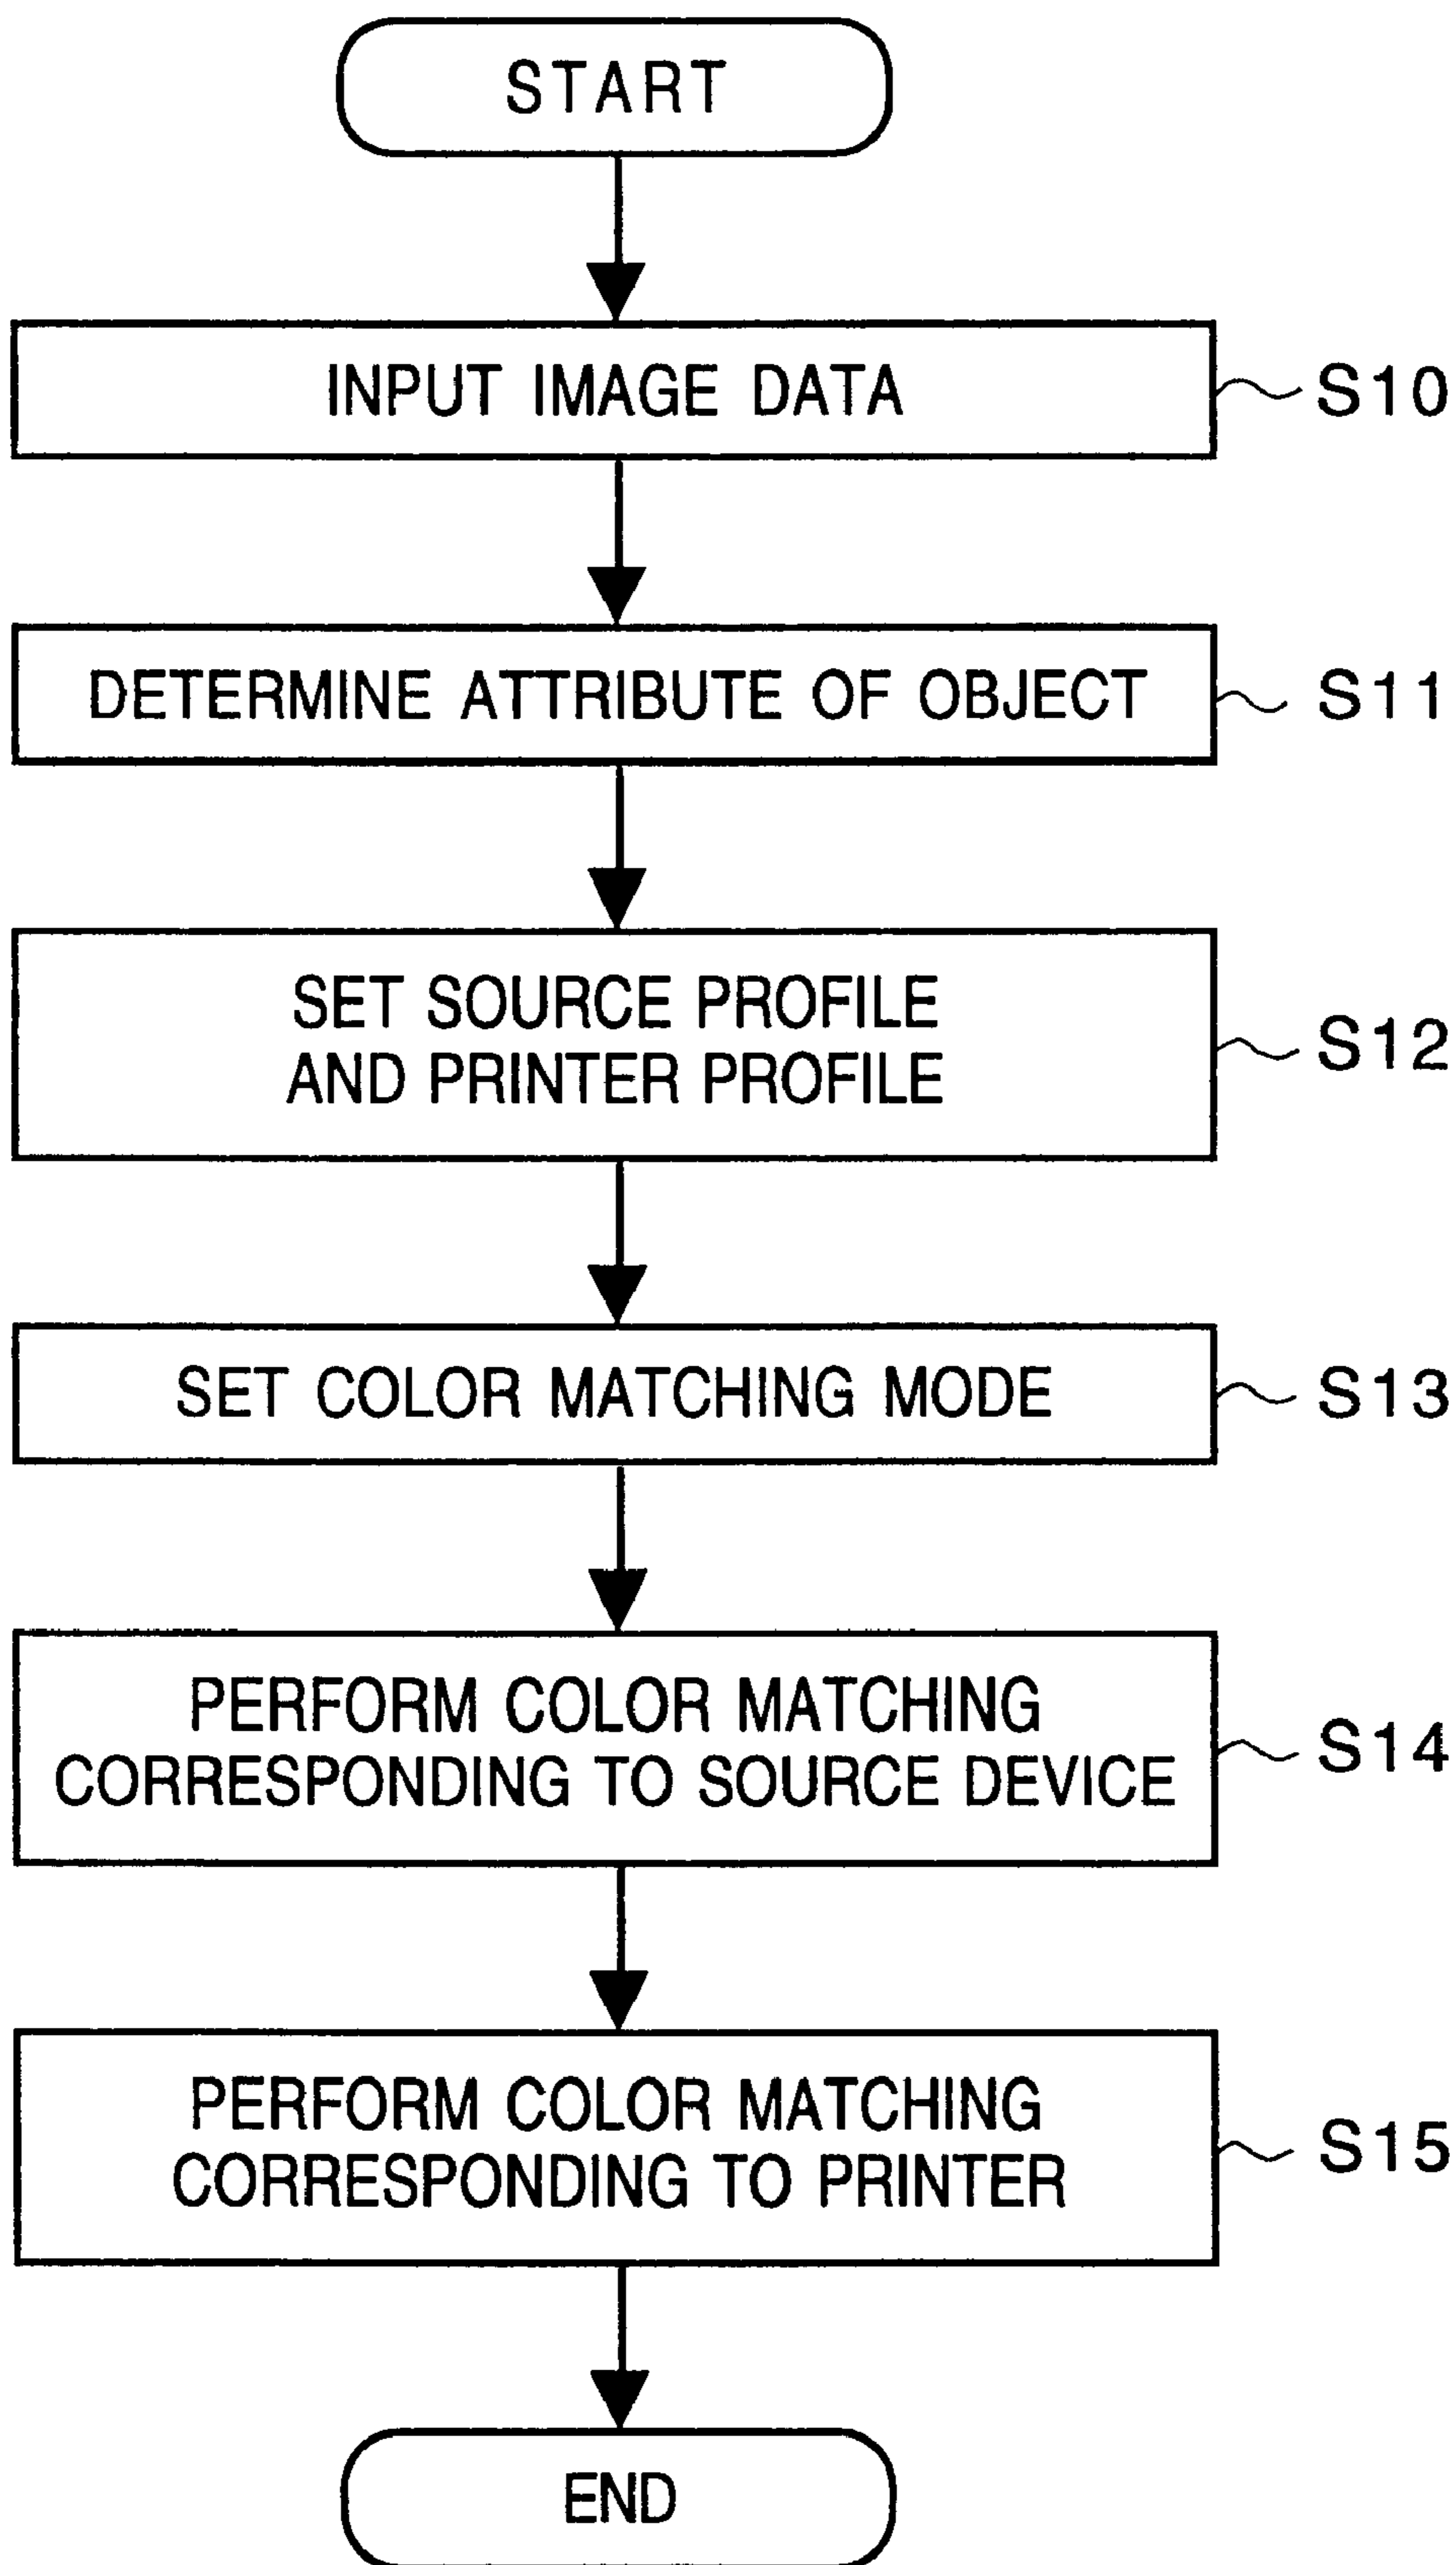 START
INPUT IMAGE DATA
S10
DETERMINE ATTRIBUTE OF OBJECT
S11
SET SOURCE PROFILE
AND PRINTER PROFILE
S12
SET COLOR MATCHING MODE
S13
PERFORM COLOR MATCHING
CORRESPONDING TO SOURCE DEVICE
S14
PERFORM COLOR MATCHING
CORRESPONDING TO PRINTER
S15
END